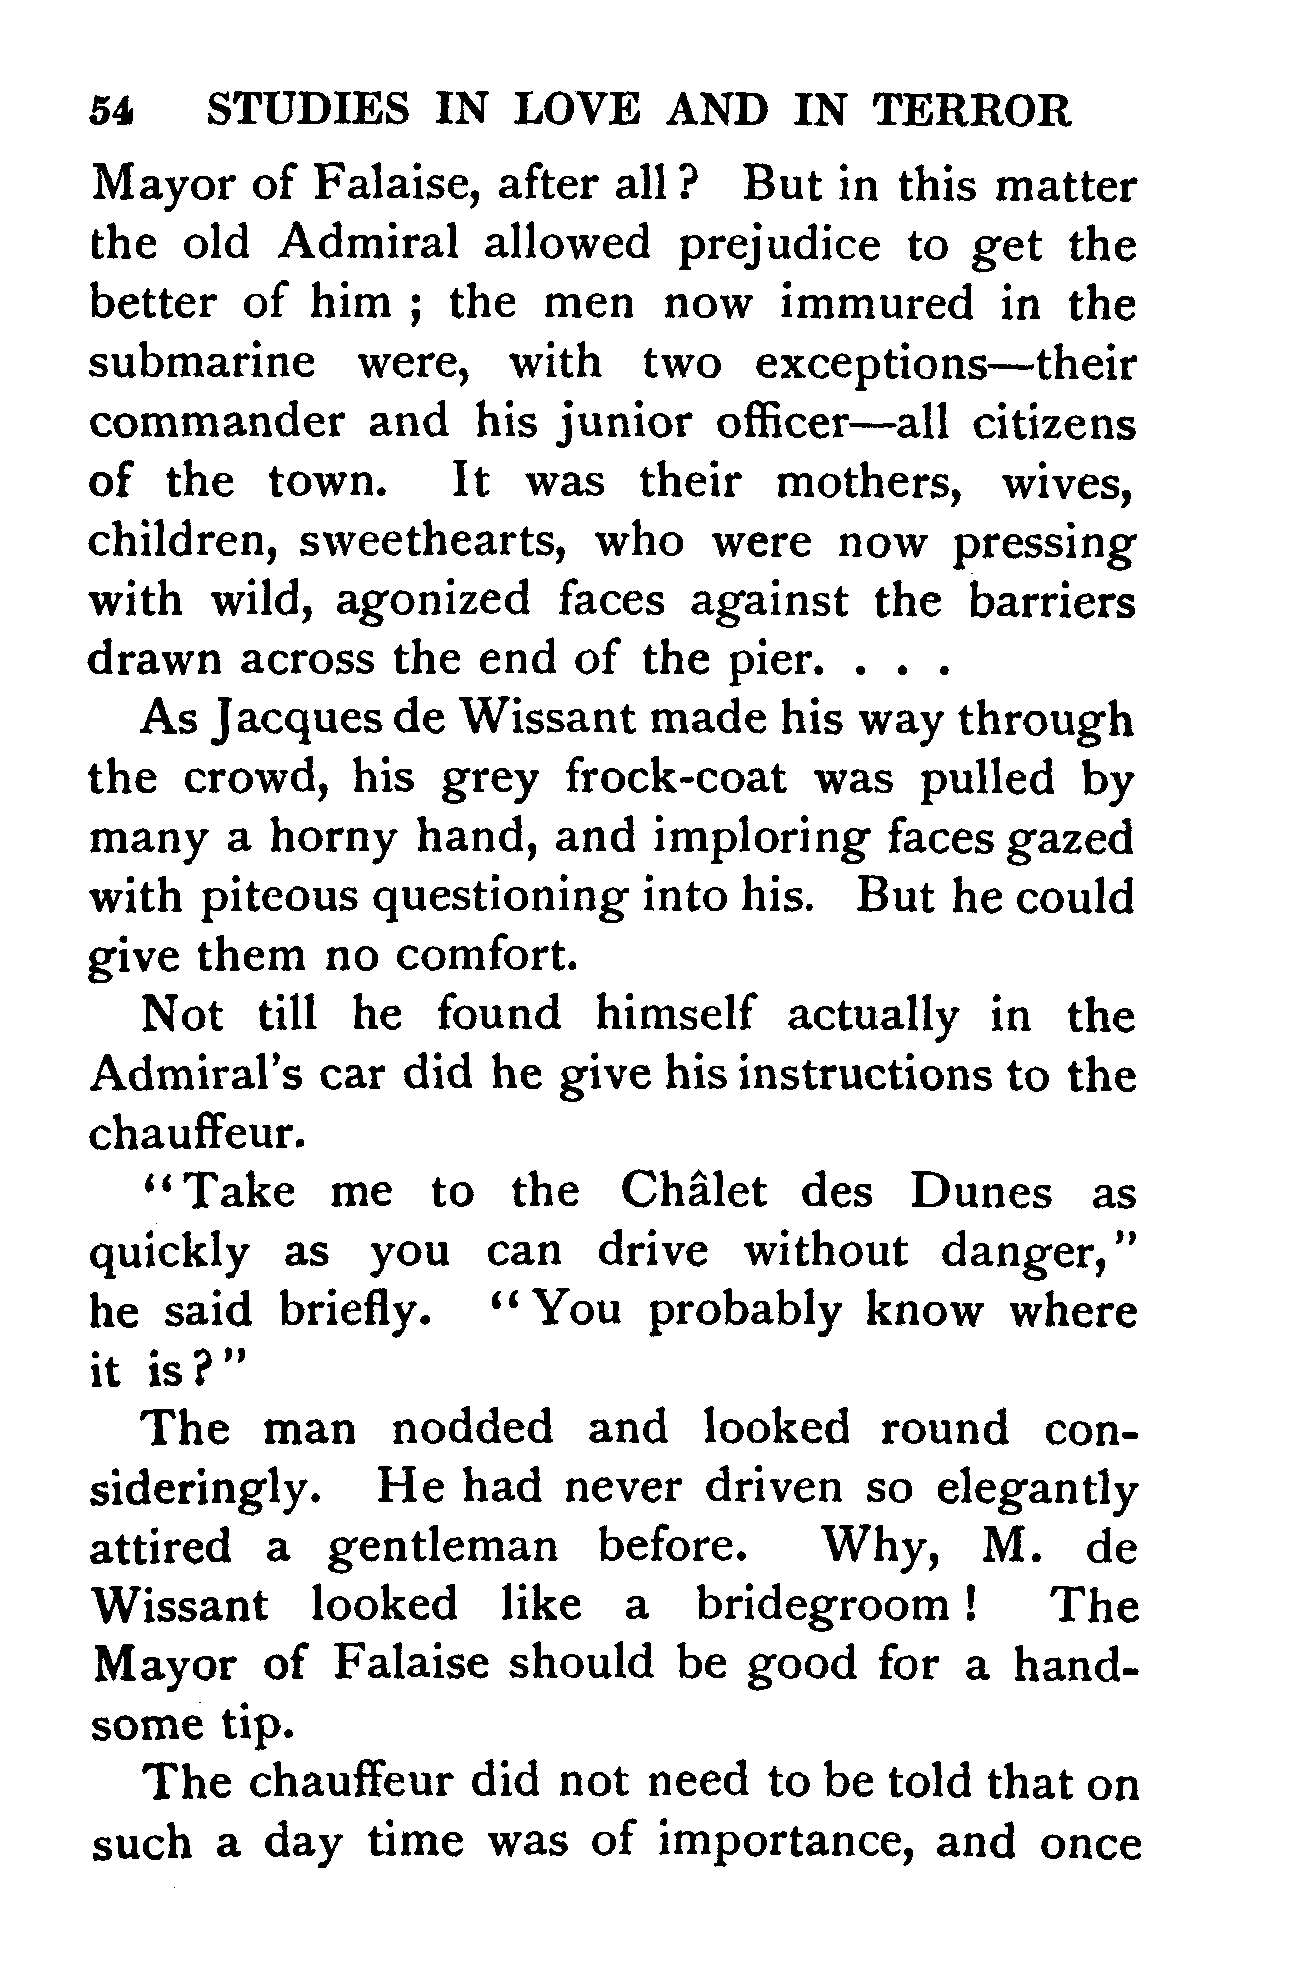 54 STUDIES IN LOVE AND IN TERROR
Mayor of Falaise, after all? But in this matter
the old Admiral allowed prejudice to get the
better of him; the men now immured in the
submarine were, with two exceptions—their
commander and his junior officer—all citizens
of the town. It was their mothers, wives,
children, sweethearts, who were now pressing
with wild, agonized faces against the barriers
drawn across the end of the pier. . . .
As Jacques de Wissant made his way through
the crowd, his grey frock-coat was pulled by
many a horny hand, and imploring faces gazed
with piteous questioning into his. But he could
give them no comfort.
Not till he found himself actually in the
Admiral's car did he give his instructions to the
chauffeur.
“Take me to the Châlet des Dunes as
quickly as you can drive without danger,”
he said briefly. “You probably know where
it is?”
The man nodded and looked round con-
sideringly. He had never driven so elegantly
attired a gentleman before. Why, M. de
Wissant looked like a bridegroom! The
Mayor of Falaise should be good for a hand-
some tip.
The chauffeur did not need to be told that on
such a day time was of importance, and once